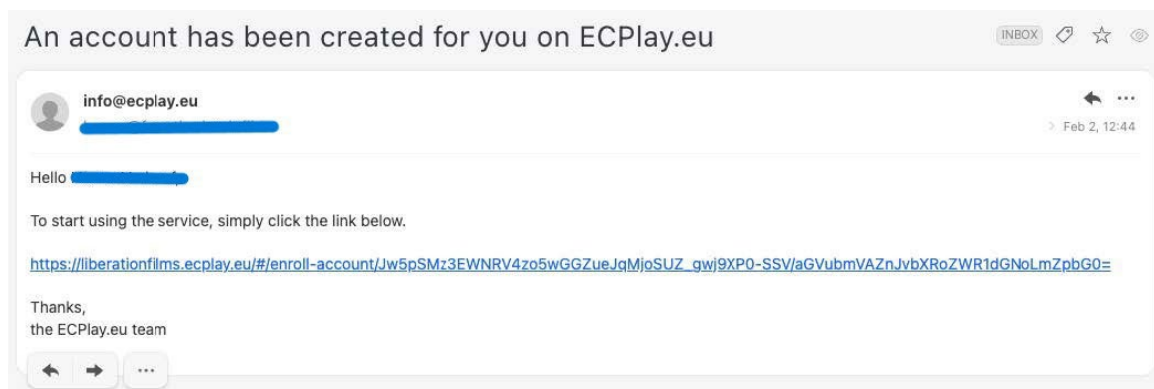 An account has been created for you on ECPlay.eu
INBOX
info@ecplay.eu
Feb 2, 12:44
Hello
To start using the service, simply click the link below.
https://liberationfilms.ecplay.eu/#/enroll-account/Jw5pSMz3EWNRV4zo5wGGZueJqMjoSUZ_gwj9XP0-SSV/aGVubmVAZnJvbXRoZWR1dGNoLmZpbG0=
Thanks,
the ECPlay.eu team